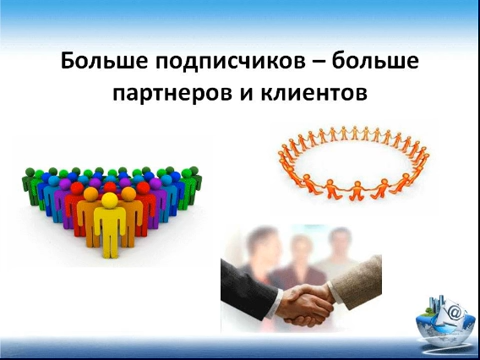 Больше подписчиков – больше
партнеров и клиентов
@